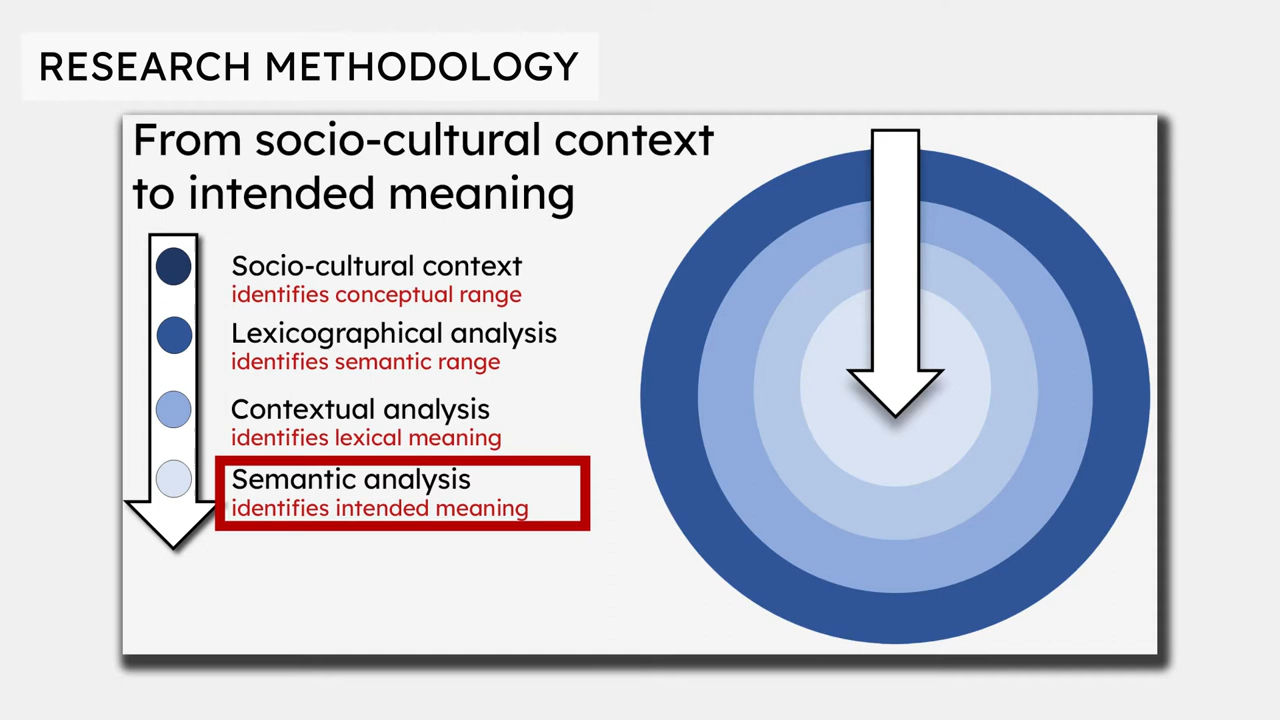 RESEARCH METHODOLOGY
From socio-cultural context
to intended meaning
Socio-cultural context
identifies conceptual range
Lexicographical analysis
identifies semantic range
Contextual analysis
identifies lexical meaning
Semantic analysis
identifies intended meaning